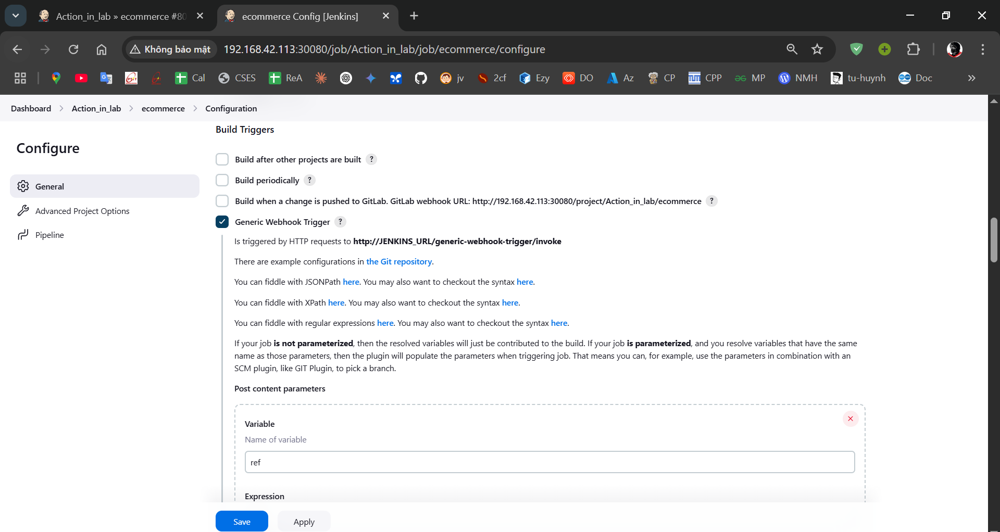 Action_in_lab » ecommerce #80
ecommerce Config [Jenkins]
Không bảo mật
192.168.42.113:30080/job/Action_in_lab/job/ecommerce/configure
Cal
CSES
ReA
jv
2cf
Ezy
DO
Az
CP
CPP
MP
NMH
tu-huynh
Doc
Dashboard
Action_in_lab
ecommerce
Configuration
Configure
General
Advanced Project Options
Pipeline
Build Triggers
Build after other projects are built ?
Build periodically ?
Build when a change is pushed to GitLab. GitLab webhook URL: http://192.168.42.113:30080/project/Action_in_lab/ecommerce ?
Generic Webhook Trigger ?
Is triggered by HTTP requests to http://JENKINS_URL/generic-webhook-trigger/invoke
There are example configurations in the Git repository.
You can fiddle with JSONPath here. You may also want to checkout the syntax here.
You can fiddle with XPath here. You may also want to checkout the syntax here.
You can fiddle with regular expressions here. You may also want to checkout the syntax here.
If your job is not parameterized, then the resolved variables will just be contributed to the build. If your job is parameterized, and you resolve variables that have the same
name as those parameters, then the plugin will populate the parameters when triggering job. That means you can, for example, use the parameters in combination with an
SCM plugin, like GIT Plugin, to pick a branch.
Post content parameters
Variable
Name of variable
ref
Expression
Save
Apply